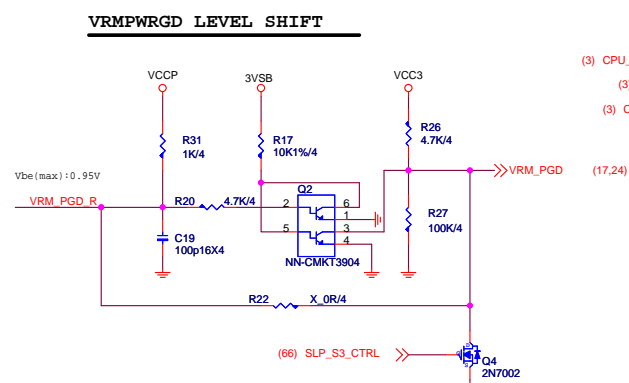 VRMPWRGD LEVEL SHIFT
(3) CPU_
VCCP 3VSB VCC3
(3)
(3) C
R31
1K/4
R17
10K1%/4
R26
4.7K/4
Vbe(max):0.95V
VRM_PGD (17,24)
VRM_PGD_R
R20 4.7K/4
Q2
2 6
1
5 3
4
NN-CMKT3904
R27
100K/4
C19
100p16X4
R22 X_0R/4
(66) SLP_S3_CTRL
G D S
Q4
2N7002